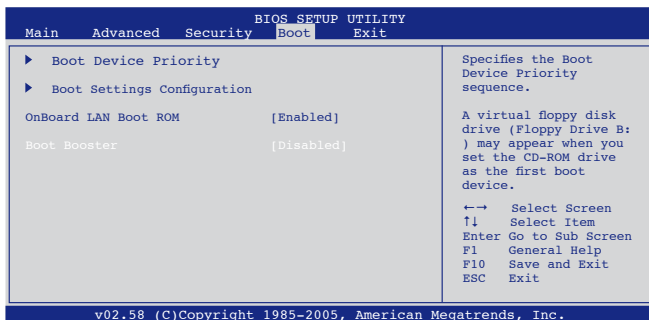 BIOS SETUP UTILITY
Main Advanced Security Boot Exit
Boot Device Priority
Boot Settings Configuration
OnBoard LAN Boot ROM [Enabled]
Boot Booster [Disabled]
Specifies the Boot
Device Priority
sequence.
A virtual floppy disk
drive (Floppy Drive B:
) may appear when you
set the CD-ROM drive
as the first boot
device.
←→ Select Screen
↑↓ Select Item
Enter Go to Sub Screen
F1 General Help
F10 Save and Exit
ESC Exit
v02.58 (C)Copyright 1985-2005, American Megatrends, Inc.